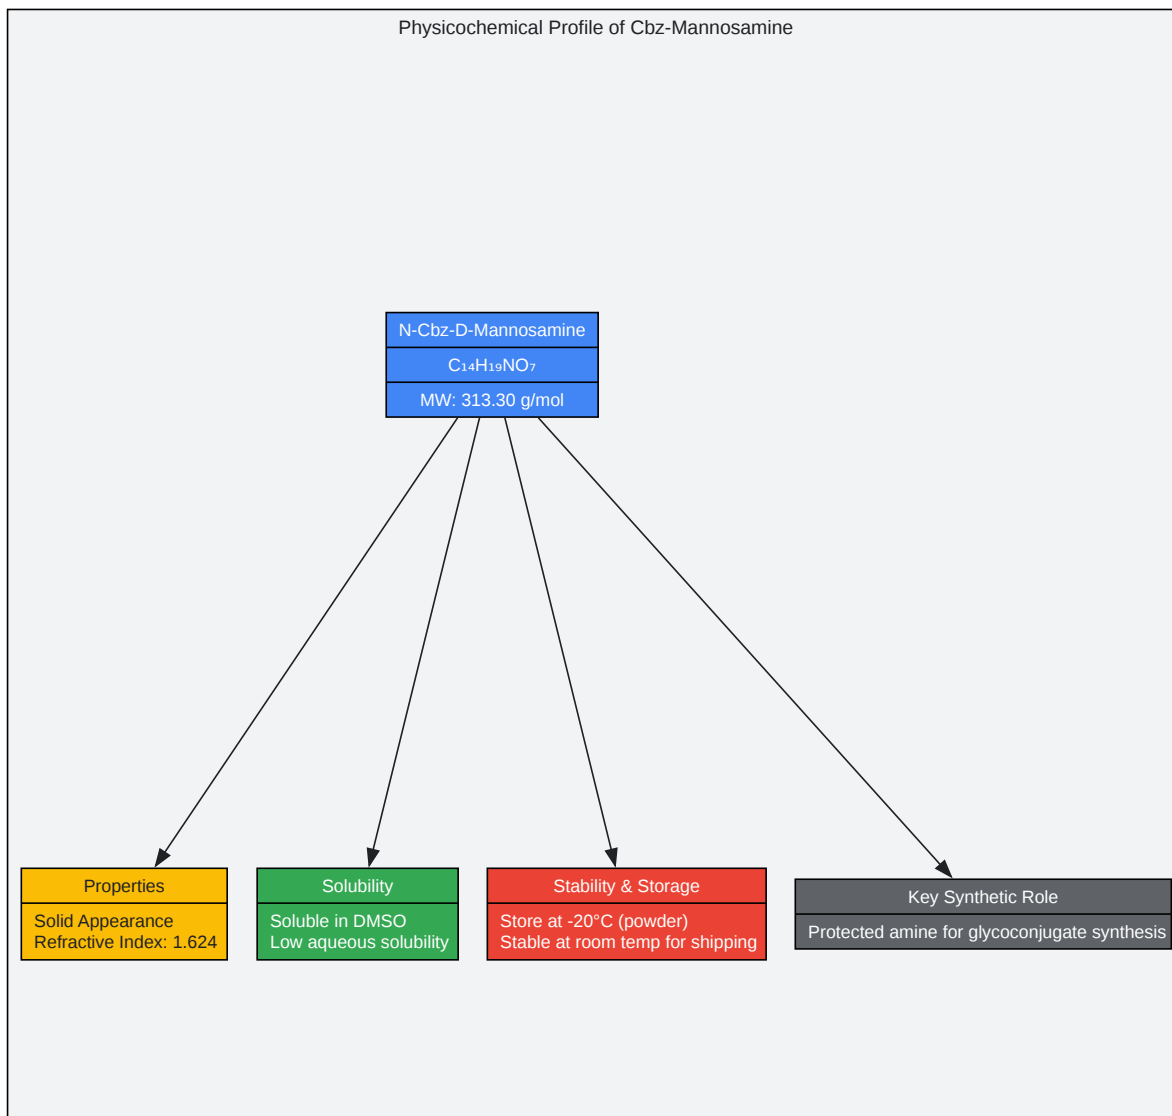 Physicochemical Profile of Cbz-Mannosamine
N-Cbz-D-Mannosamine
C₁₄H₁₉NO₇
MW: 313.30 g/mol
Properties
Solid Appearance
Refractive Index: 1.624
Solubility
Soluble in DMSO
Low aqueous solubility
Stability & Storage
Store at -20°C (powder)
Stable at room temp for shipping
Key Synthetic Role
Protected amine for glycoconjugate synthesis